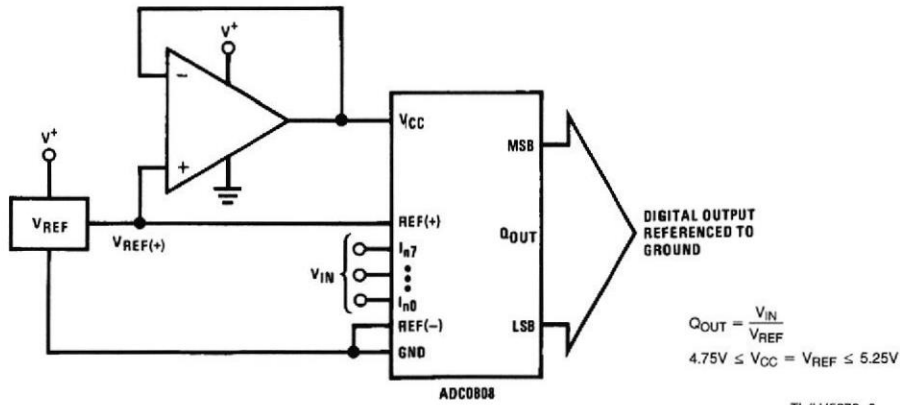 V+
V+
−
+
VREF
VREF(+)
VCC
MSB
REF(+)
QOUT
In7
VIN
In0
REF(−)
LSB
GND
ADC0808
DIGITAL OUTPUT
REFERENCED TO
GROUND
QOUT = VIN / VREF
4.75V ≤ VCC = VREF ≤ 5.25V